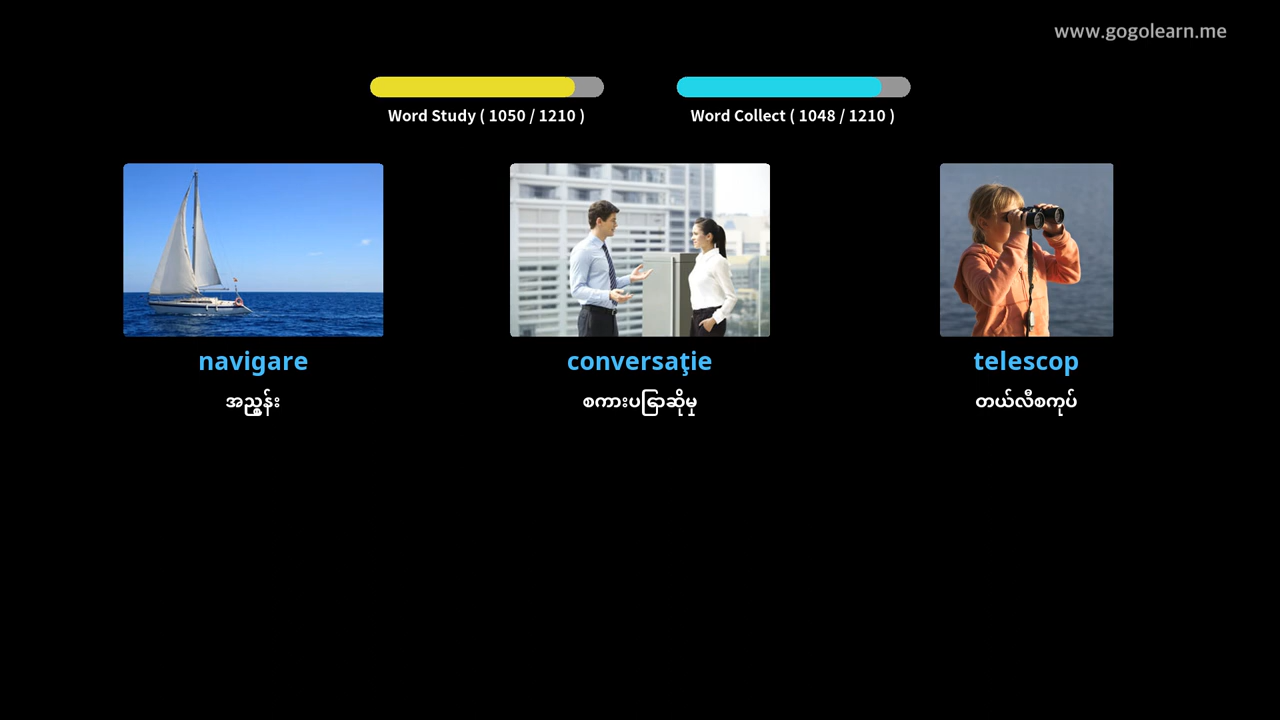 www.gogolearn.me
Word Study ( 1050 / 1210 )
Word Collect ( 1048 / 1210 )
navigare
conversaţie
telescop
အညွှန်း
စကားပြောဆိုမှု
တယ်လီစကုပ်